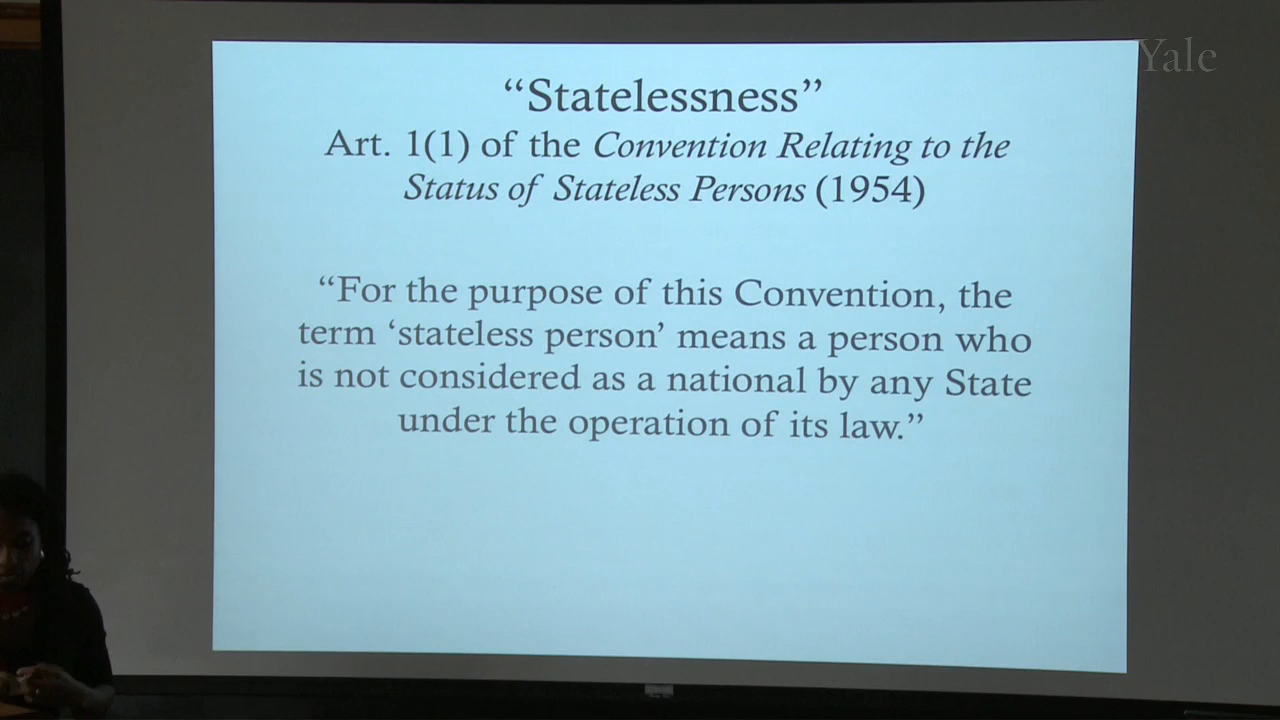 Yale
“Statelessness”
Art. 1(1) of the Convention Relating to the
Status of Stateless Persons (1954)
“For the purpose of this Convention, the
term ‘stateless person’ means a person who
is not considered as a national by any State
under the operation of its law.”